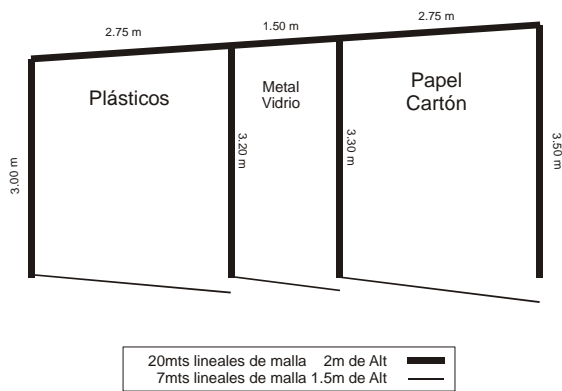 2.75 m
1.50 m
2.75 m
Plásticos
Metal
Vidrio
Papel
Cartón
3.00 m
3.20 m
3.30 m
3.50 m
20mts lineales de malla 2m de Alt
7mts lineales de malla 1.5m de Alt